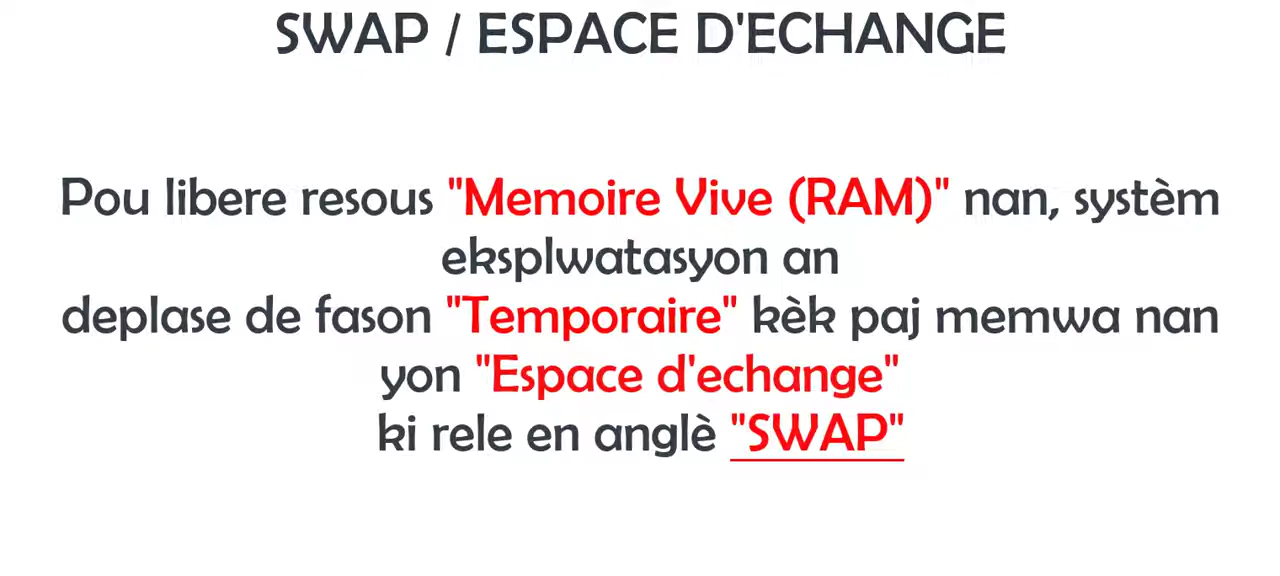 SWAP / ESPACE D'ECHANGE
Pou libere resous "Memoire Vive (RAM)" nan, systèm
eksplwatasyon an
deplase de fason "Temporaire" kèk paj memwa nan
yon "Espace d'echange"
ki rele en anglè "SWAP"